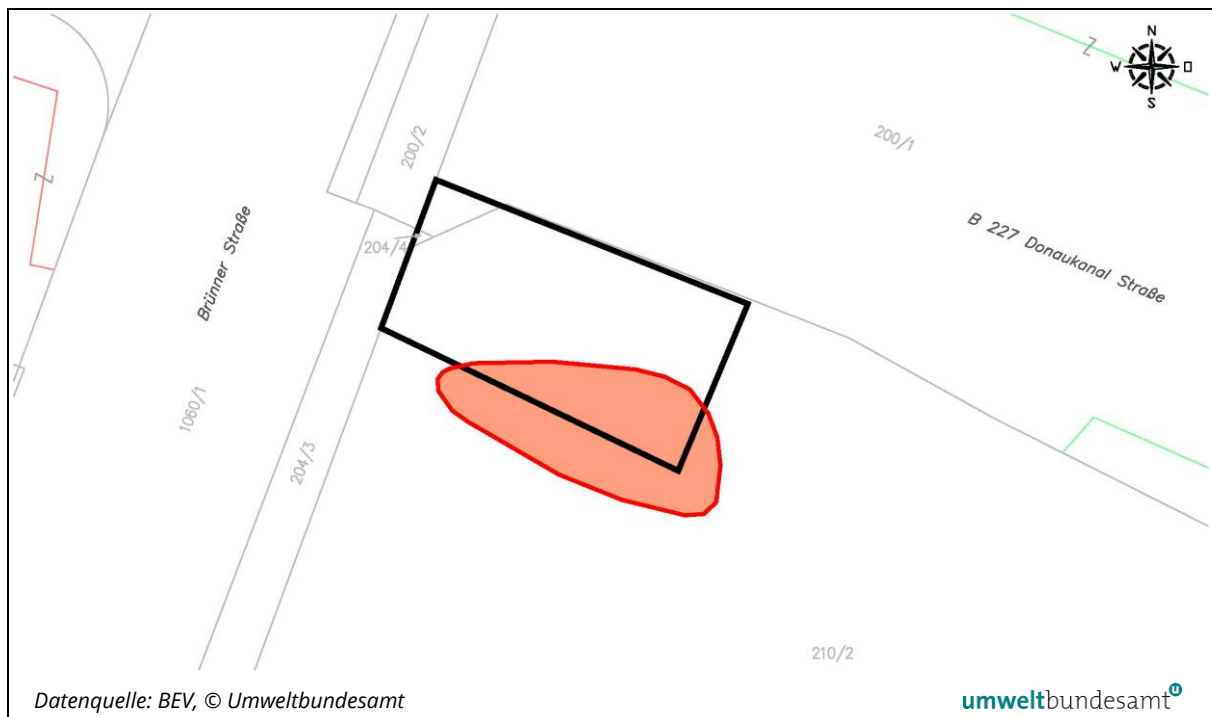 N
W O
S
Z
200/1
200/2
B 227 Donaukanal Straße
Brünner Straße
204/4
Z
1060/1
204/3
210/2
Datenquelle: BEV, © Umweltbundesamt
umweltbundesamt u